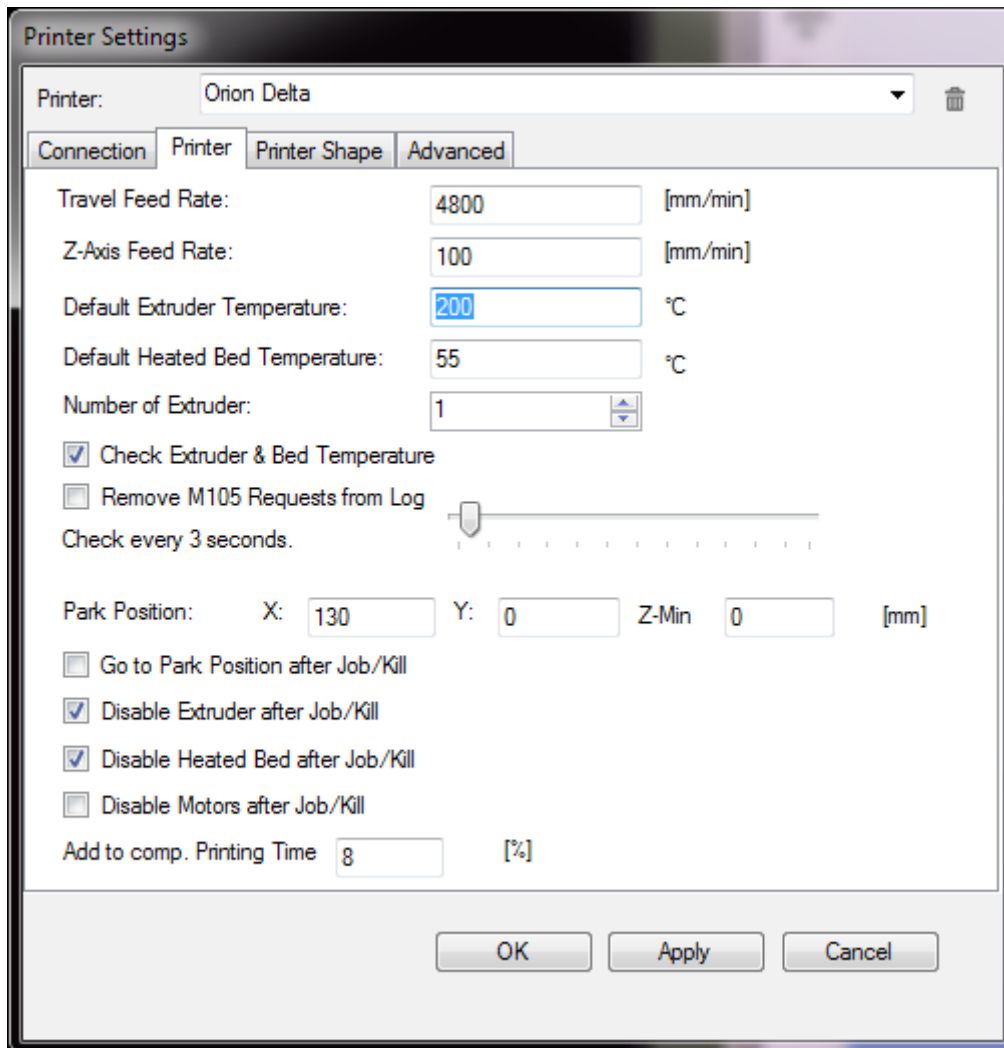 Printer Settings
Printer: Orion Delta
Connection Printer Printer Shape Advanced
Travel Feed Rate: 4800 [mm/min]
Z-Axis Feed Rate: 100 [mm/min]
Default Extruder Temperature: 200 °C
Default Heated Bed Temperature: 55 °C
Number of Extruder: 1
Check Extruder & Bed Temperature
Remove M105 Requests from Log
Check every 3 seconds.
Park Position: X: 130 Y: 0 Z-Min 0 [mm]
Go to Park Position after Job/Kill
Disable Extruder after Job/Kill
Disable Heated Bed after Job/Kill
Disable Motors after Job/Kill
Add to comp. Printing Time 8 [%]
OK Apply Cancel